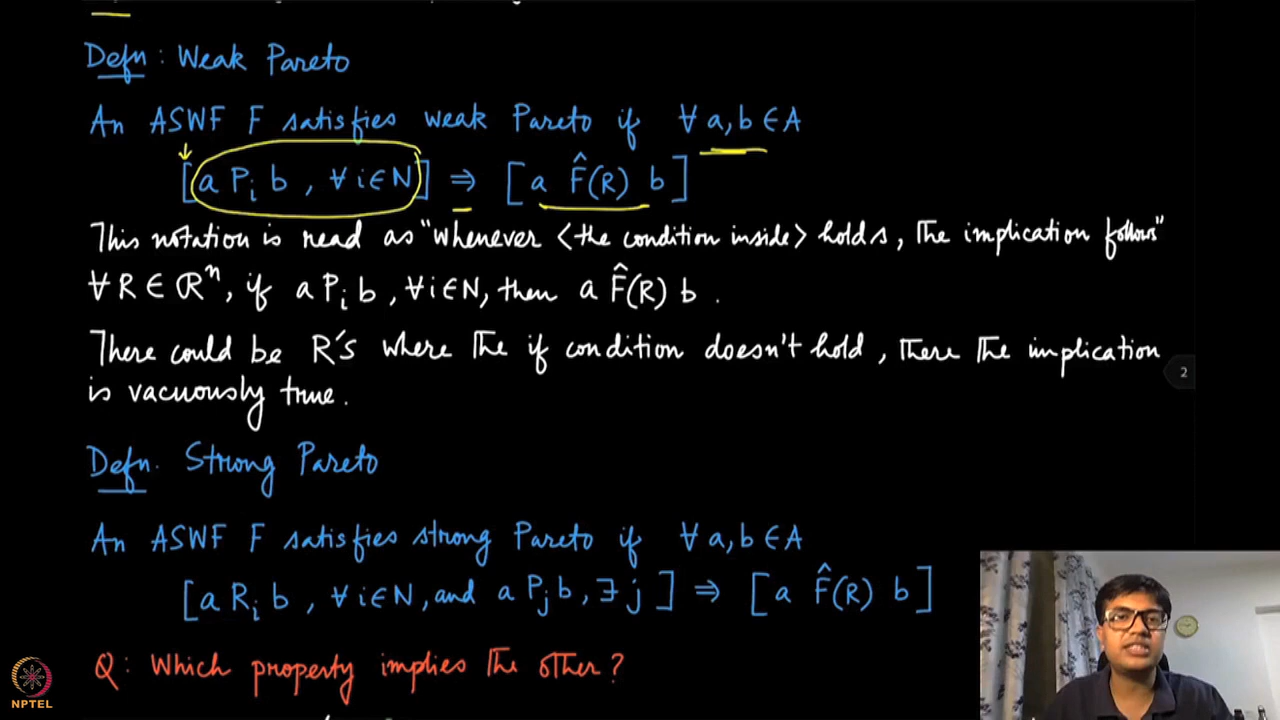 Defn: Weak Pareto
An ASWF F satisfies weak Pareto if ∀ a,b ∈ A
[a Pᵢ b, ∀ i ∈ N] ⇒ [a F̂(R) b]
This notation is read as "whenever <the condition inside> holds, the implication follows"
∀ R ∈ ℛⁿ, if a Pᵢ b, ∀ i ∈ N, then a F̂(R) b.
There could be R's where the if condition doesn't hold, there the implication
2
is vacuously true.
Defn. Strong Pareto
An ASWF F satisfies strong Pareto if ∀ a,b ∈ A
[a Rᵢ b, ∀ i ∈ N, and a Pⱼ b, ∃ j] ⇒ [a F̂(R) b]
Q: Which property implies the other?
NPTEL